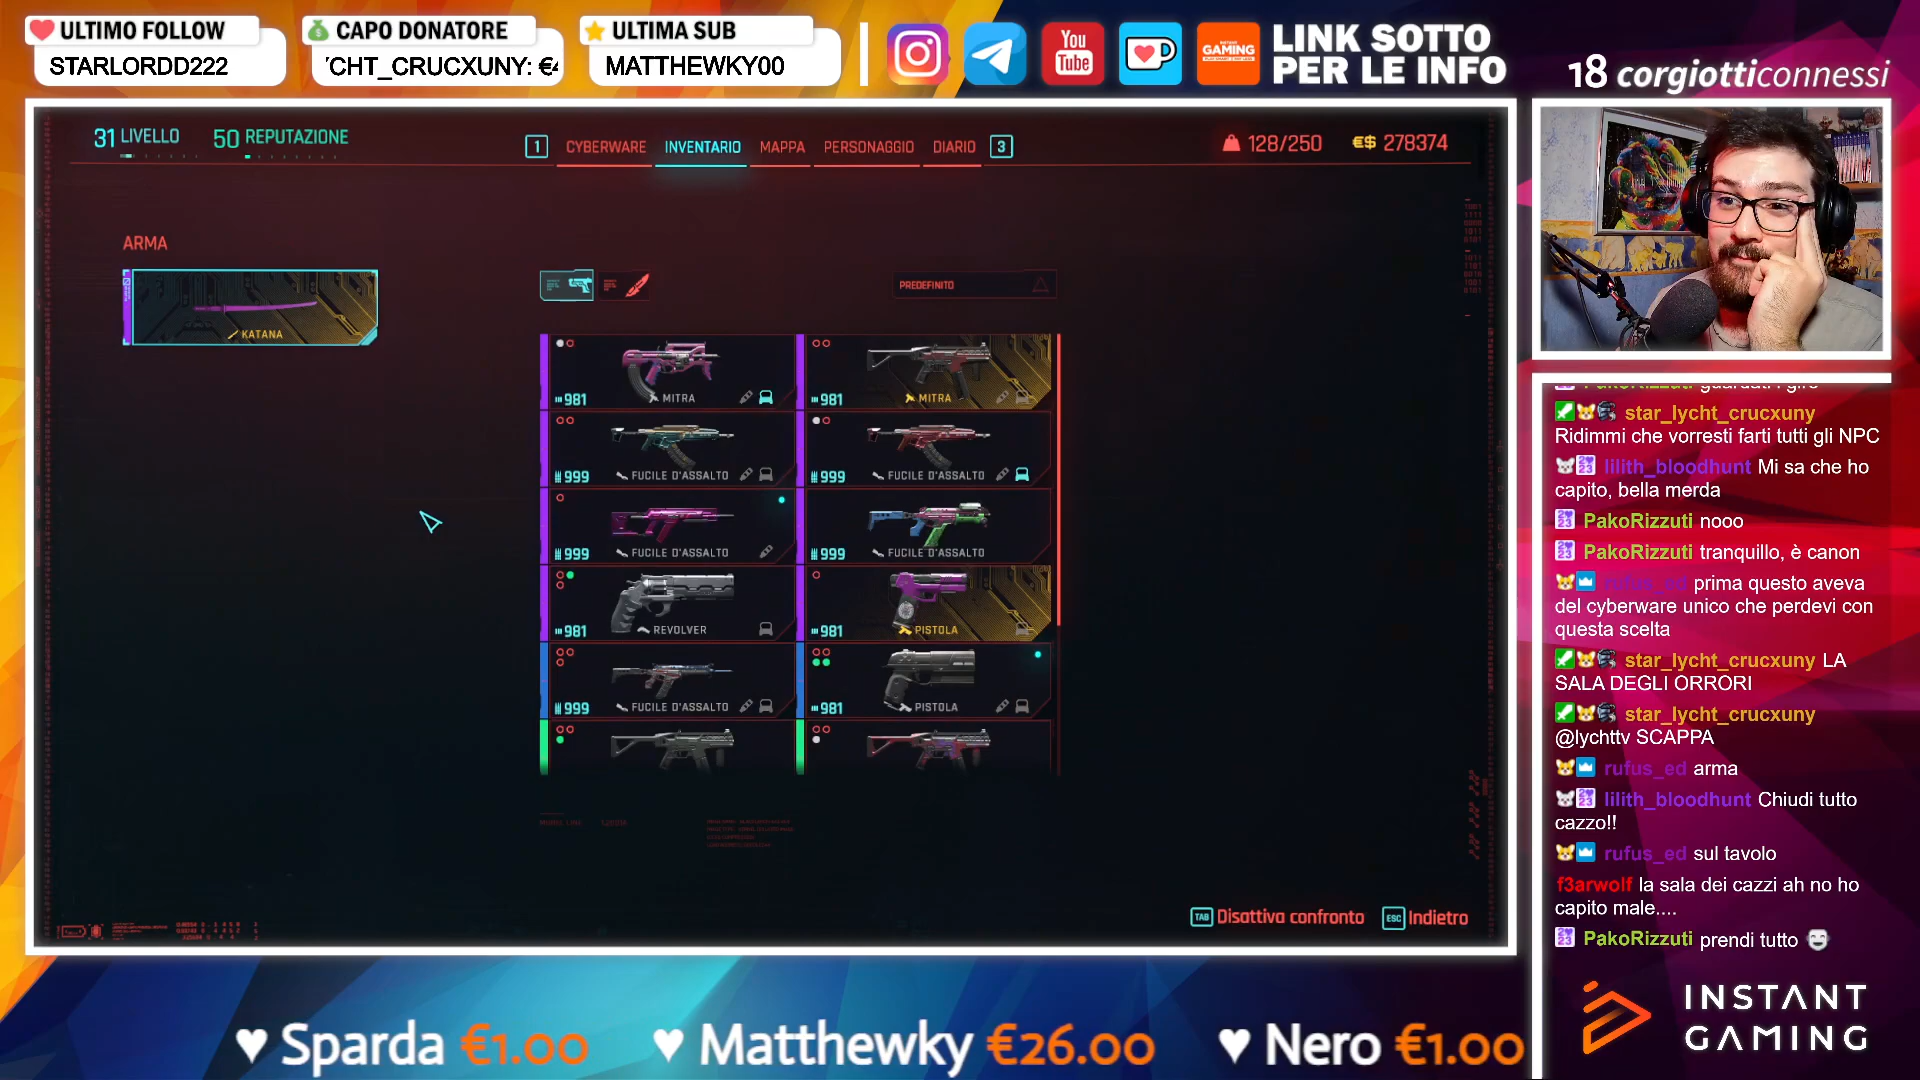 ULTIMO FOLLOW
STARLORDD222
CAPO DONATORE
'CHT_CRUCXUNY: €4
ULTIMA SUB
MATTHEWKY00
You
Tube
INSTANT
GAMING
LINK SOTTO
PER LE INFO
18 corgiotticonnessi
31 LIVELLO
50 REPUTAZIONE
1
CYBERWARE
INVENTARIO
MAPPA
PERSONAGGIO
DIARIO
3
128/250
€$ 278374
ARMA
KATANA
PREDEFINITO
981 MITRA
981 MITRA
999 FUCILE D'ASSALTO
999 FUCILE D'ASSALTO
999 FUCILE D'ASSALTO
999 FUCILE D'ASSALTO
981 REVOLVER
981 PISTOLA
999 FUCILE D'ASSALTO
981 PISTOLA
TAB Disattiva confronto
ESC Indietro
star_lycht_crucxuny
Ridimmi che vorresti farti tutti gli NPC
lilith_bloodhunt Mi sa che ho
capito, bella merda
PakoRizzuti nooo
PakoRizzuti tranquillo, è canon
rufus_ed prima questo aveva
del cyberware unico che perdevi con
questa scelta
star_lycht_crucxuny LA
SALA DEGLI ORRORI
star_lycht_crucxuny
@lychttv SCAPPA
rufus_ed arma
lilith_bloodhunt Chiudi tutto
cazzo!!
rufus_ed sul tavolo
f3arwolf la sala dei cazzi ah no ho
capito male....
PakoRizzuti prendi tutto
INSTANT
GAMING
Sparda €1.00
Matthewky €26.00
Nero €1.00